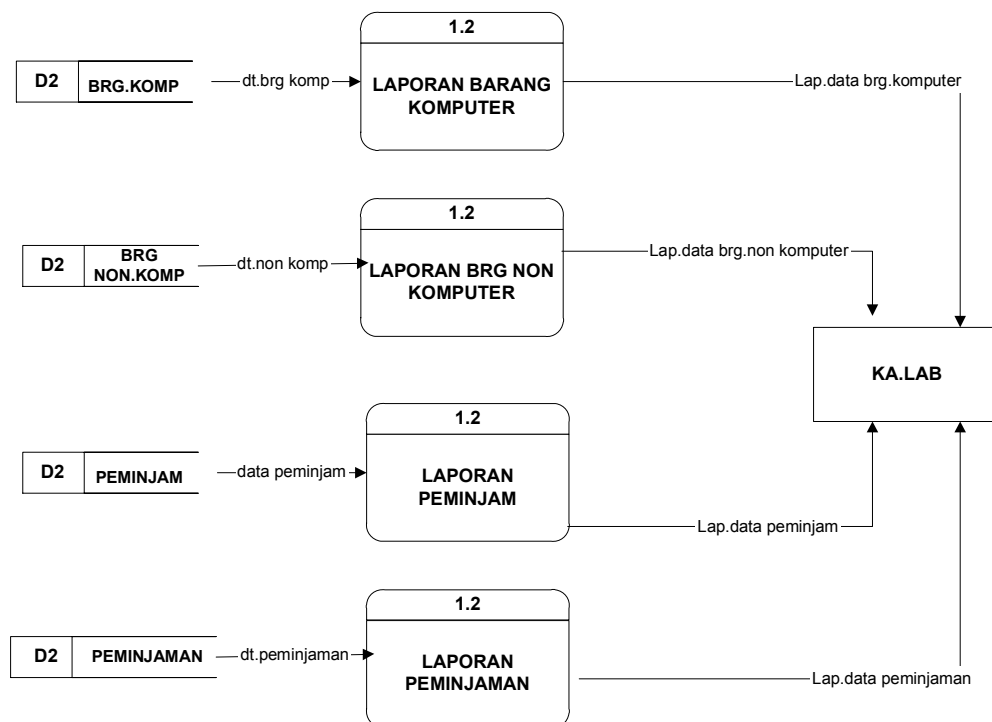 1.2
D2
BRG.KOMP
dt.brg komp
LAPORAN BARANG
KOMPUTER
Lap.data brg.komputer
1.2
D2
BRG
NON.KOMP
dt.non komp
LAPORAN BRG NON
KOMPUTER
Lap.data brg.non komputer
KA.LAB
1.2
D2
PEMINJAM
data peminjam
LAPORAN
PEMINJAM
Lap.data peminjam
1.2
D2
PEMINJAMAN
dt.peminjaman
LAPORAN
PEMINJAMAN
Lap.data peminjaman